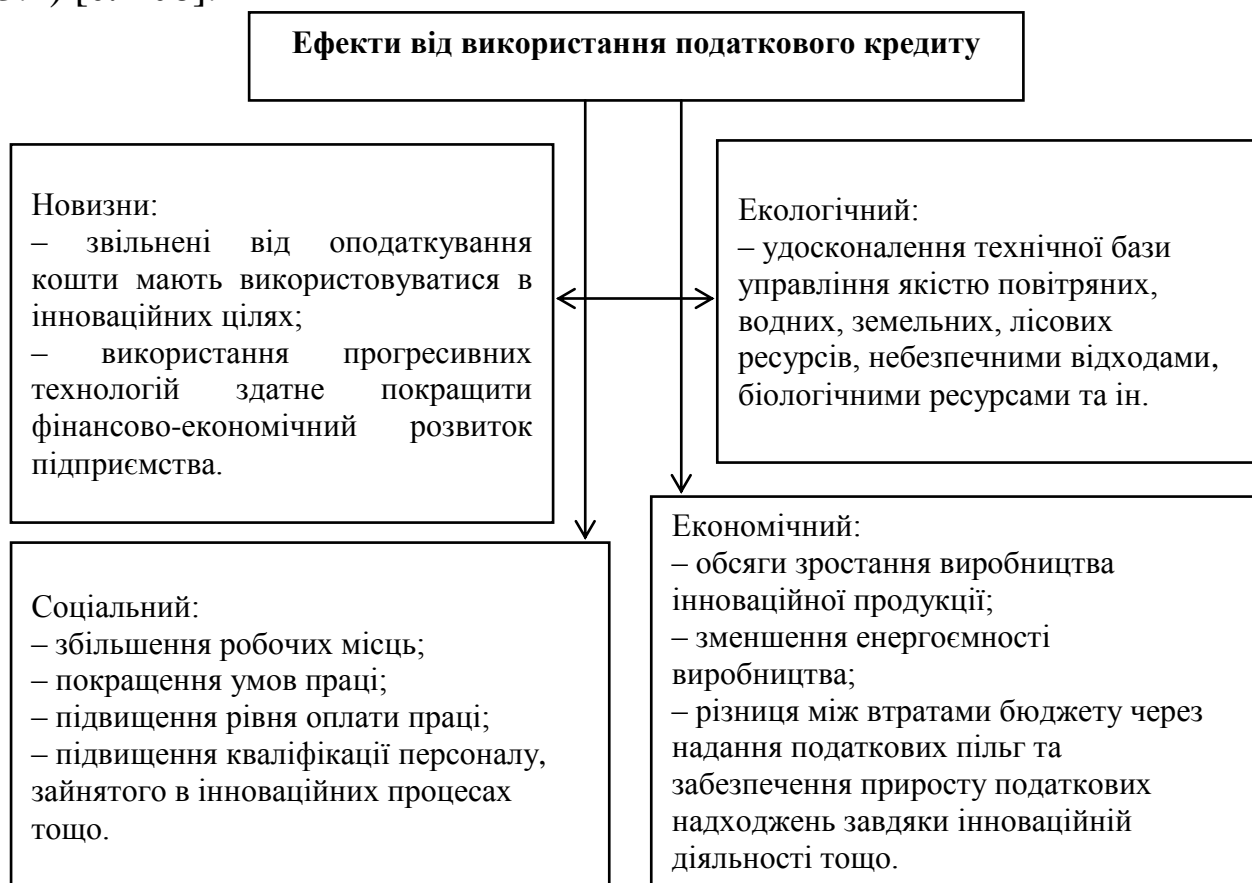 Ефекти від використання податкового кредиту
Новизни:
– звільнені від оподаткування
кошти мають використовуватися в
інноваційних цілях;
– використання прогресивних
технологій здатне покращити
фінансово-економічний розвиток
підприємства.
Екологічний:
– удосконалення технічної бази
управління якістю повітряних,
водних, земельних, лісових
ресурсів, небезпечними відходами,
біологічними ресурсами та ін.
Соціальний:
– збільшення робочих місць;
– покращення умов праці;
– підвищення рівня оплати праці;
– підвищення кваліфікації персоналу,
зайнятого в інноваційних процесах
тощо.
Економічний:
– обсяги зростання виробництва
інноваційної продукції;
– зменшення енергоємності
виробництва;
– різниця між втратами бюджету через
надання податкових пільг та
забезпечення приросту податкових
надходжень завдяки інноваційній
діяльності тощо.